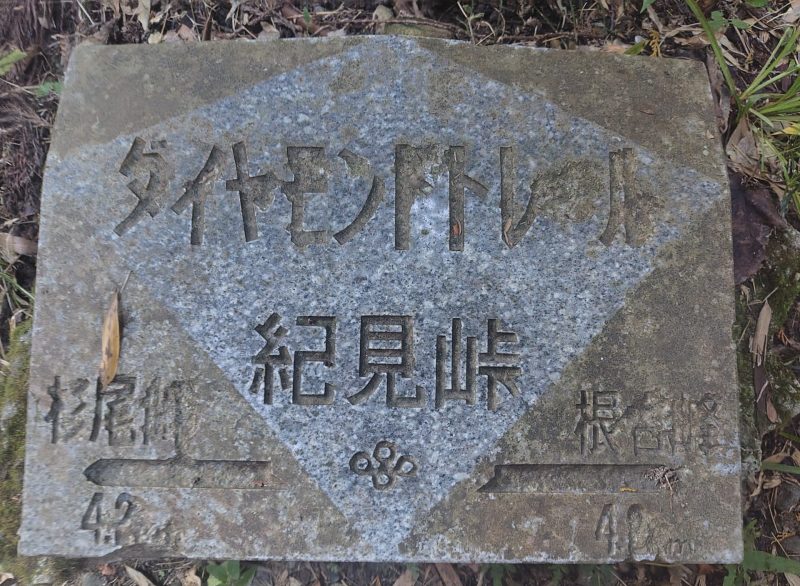 ダイヤモンドトレール
紀見峠
杉尾峠
4.2km
根古峰
4.0km